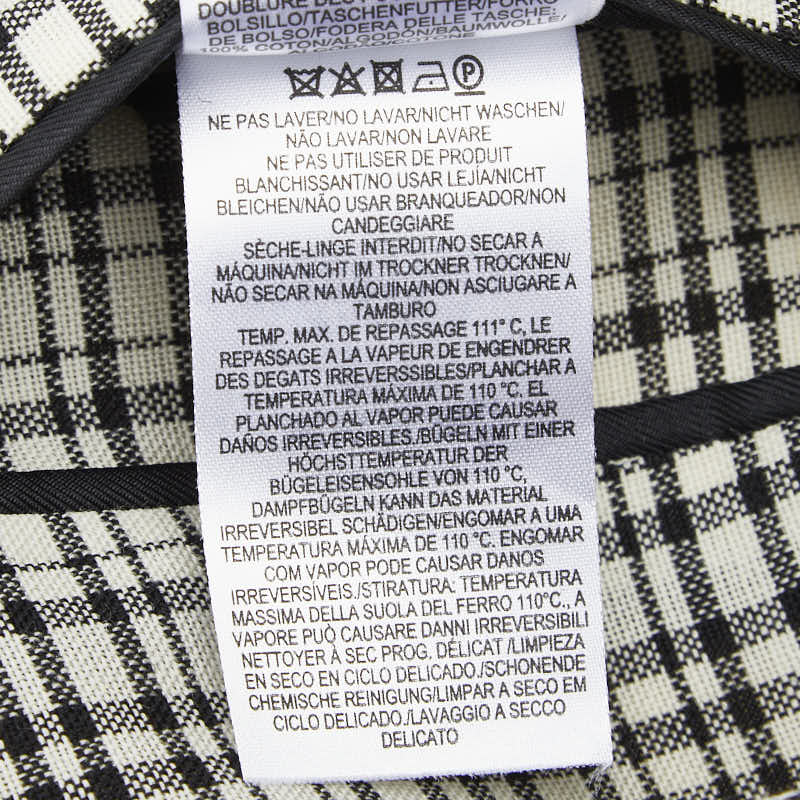 DOUBLURE DES PO
BOLSILLO/TASCHENFUTTER/FORRO
DE BOLSO/FODERA DELLE TASCHE:
100% COTON/ALGODÓN/BAUMWOLLE/
P
NE PAS LAVER/NO LAVAR/NICHT WASCHEN/
NÃO LAVAR/NON LAVARE
NE PAS UTILISER DE PRODUIT
BLANCHISSANT/NO USAR LEJÍA/NICHT
BLEICHEN/NÃO USAR BRANQUEADOR/NON
CANDEGGIARE
SÈCHE-LINGE INTERDIT/NO SECAR A
MÁQUINA/NICHT IM TROCKNER TROCKNEN/
NÃO SECAR NA MÁQUINA/NON ASCIUGARE A
TAMBURO
TEMP. MAX. DE REPASSAGE 111° C, LE
REPASSAGE A LA VAPEUR DE ENGENDRER
DES DEGATS IRREVERSSIBLES/PLANCHAR A
TEMPERATURA MÁXIMA DE 110 °C. EL
PLANCHADO AL VAPOR PUEDE CAUSAR
DAÑOS IRREVERSIBLES./BÜGELN MIT EINER
HÖCHSTTEMPERATUR DER
BÜGELEISENSOHLE VON 110 °C,
DAMPFBÜGELN KANN DAS MATERIAL
IRREVERSIBEL SCHÄDIGEN/ENGOMAR A UMA
TEMPERATURA MÁXIMA DE 110 °C. ENGOMAR
COM VAPOR PODE CAUSAR DANOS
IRREVERSIVEIS./STIRATURA: TEMPERATURA
MASSIMA DELLA SUOLA DEL FERRO 110°C., A
VAPORE PUÒ CAUSARE DANNI IRREVERSIBILI
NETTOYER À SEC PROG. DÉLICAT /LIMPIEZA
EN SECO EN CICLO DELICADO./SCHONENDE
CHEMISCHE REINIGUNG/LIMPAR A SECO EM
CICLO DELICADO./LAVAGGIO A SECCO
DELICATO